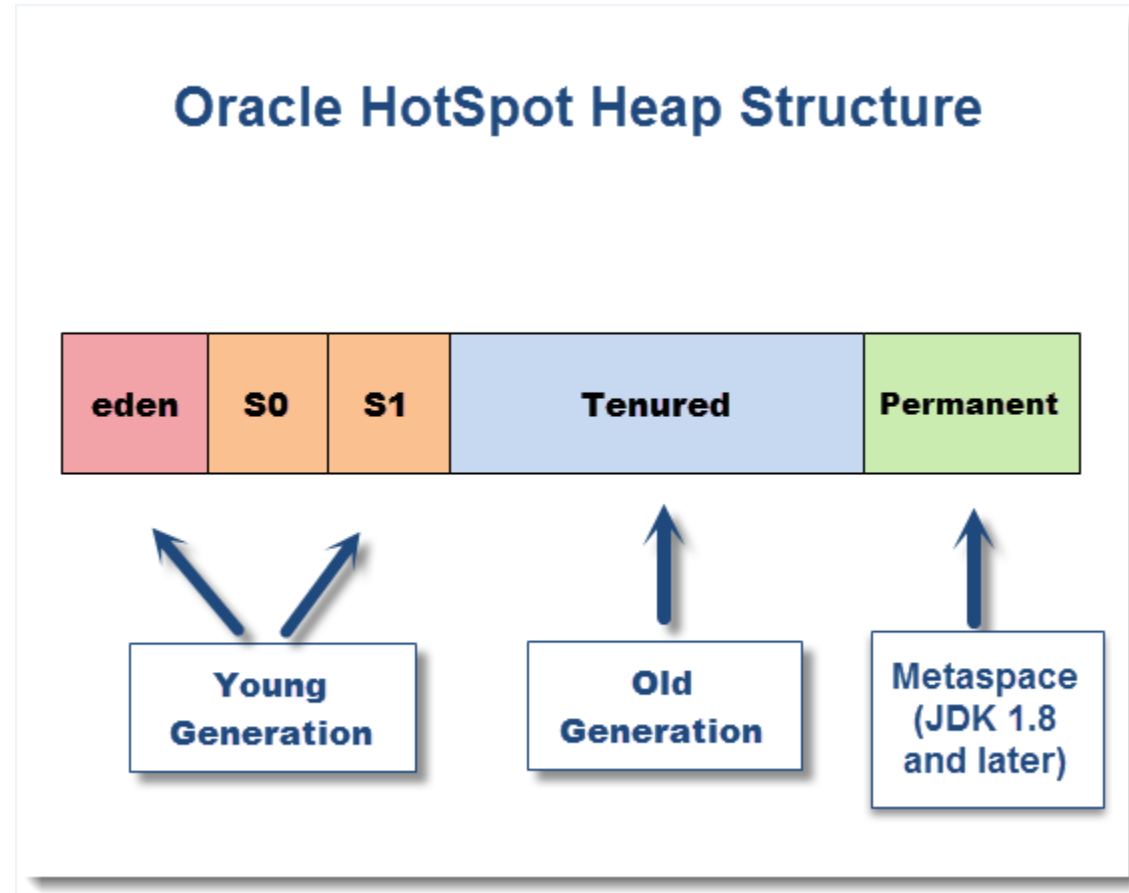 Oracle HotSpot Heap Structure
eden
S0
S1
Tenured
Permanent
Young
Generation
Old
Generation
Metaspace
(JDK 1.8
and later)